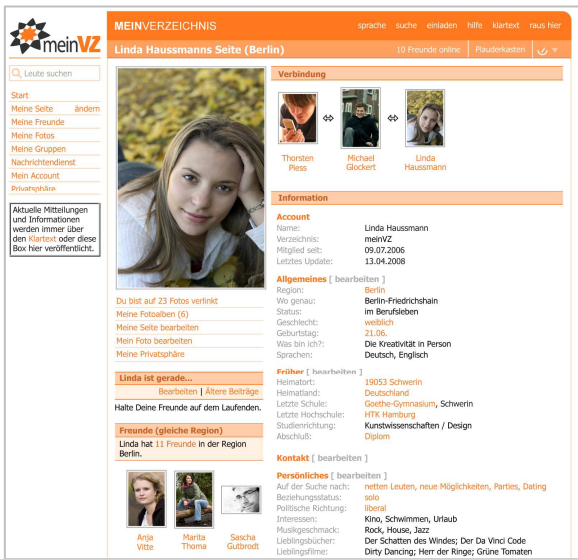 meinVZ
MEINVERZEICHNIS
sprache suche einladen hilfe klartext raus hier
Linda Haussmanns Seite (Berlin)
10 Freunde online Plauderkasten
Leute suchen
Start
Meine Seite ändern
Meine Freunde
Meine Fotos
Meine Gruppen
Nachrichtendienst
Mein Account
Privatsphäre
Aktuelle Mitteilungen
und Informationen
werden immer über
den Klartext oder diese
Box hier veröffentlicht.
Du bist auf 23 Fotos verlinkt
Meine Fotoalben (6)
Meine Seite bearbeiten
Mein Foto bearbeiten
Meine Privatsphäre
Linda ist gerade...
Bearbeiten | Ältere Beiträge
Halte Deine Freunde auf dem Laufenden.
Freunde (gleiche Region)
Linda hat 11 Freunde in der Region
Berlin.
Anja Marita Sascha
Vitte Thoma Gutbrodt
Verbindung
Thorsten Michael Linda
Piess Glockert Haussmann
Information
Account
Name: Linda Haussmann
Verzeichnis: meinVZ
Mitglied seit: 09.07.2006
Letztes Update: 13.04.2008
Allgemeines [ bearbeiten ]
Region: Berlin
Wo genau: Berlin-Friedrichshain
Status: im Berufsleben
Geschlecht: weiblich
Geburtstag: 21.06.
Was bin ich?: Die Kreativität in Person
Sprachen: Deutsch, Englisch
Früher [ bearbeiten ]
Heimatort: 19053 Schwerin
Heimatland: Deutschland
Letzte Schule: Goethe-Gymnasium, Schwerin
Letzte Hochschule: HTK Hamburg
Studienrichtung: Kunstwissenschaften / Design
Abschluß: Diplom
Kontakt [ bearbeiten ]
Persönliches [ bearbeiten ]
Auf der Suche nach: netten Leuten, neue Möglichkeiten, Parties, Dating
Beziehungsstatus: solo
Politische Richtung: liberal
Interessen: Kino, Schwimmen, Urlaub
Musikgeschmack: Rock, House, Jazz
Lieblingsbücher: Der Schatten des Windes; Der Da Vinci Code
Lieblingsfilme: Dirty Dancing; Herr der Ringe; Grüne Tomaten